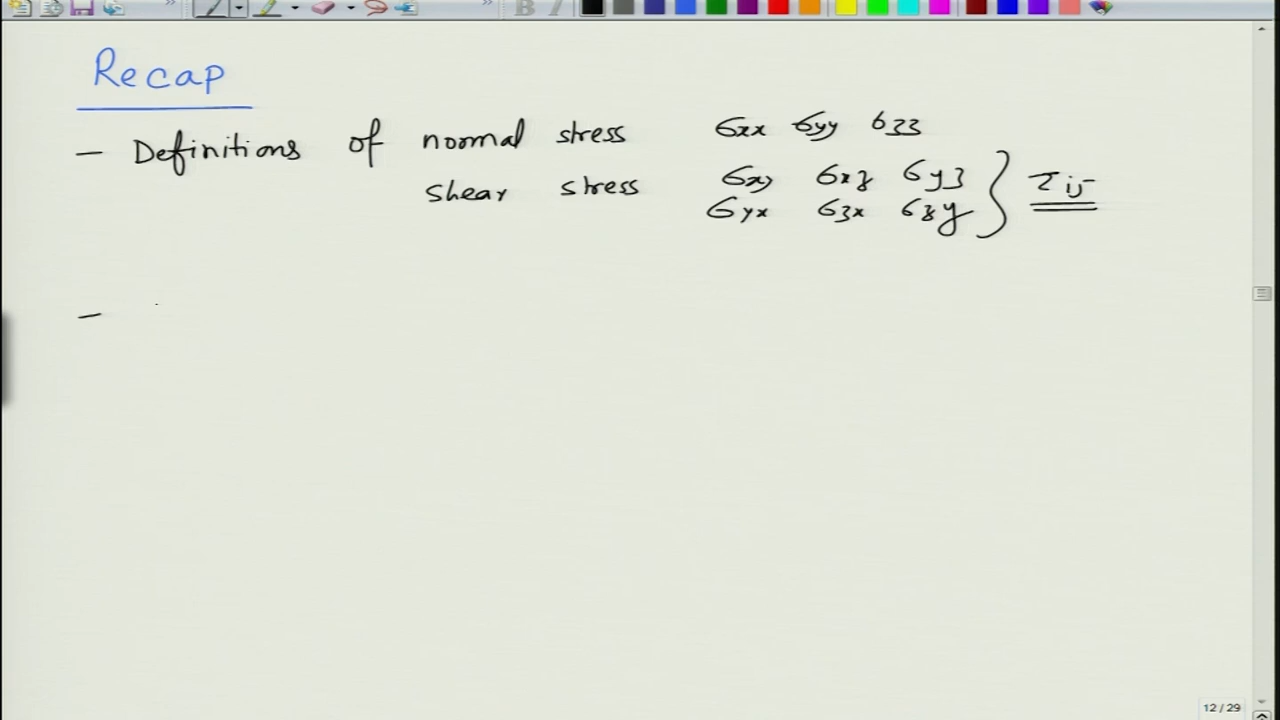 Recap
– Definitions of normal stress σxx σyy σzz
shear stress σxy σxz σyz } τij
σyx σzx σzy
–
12 / 29